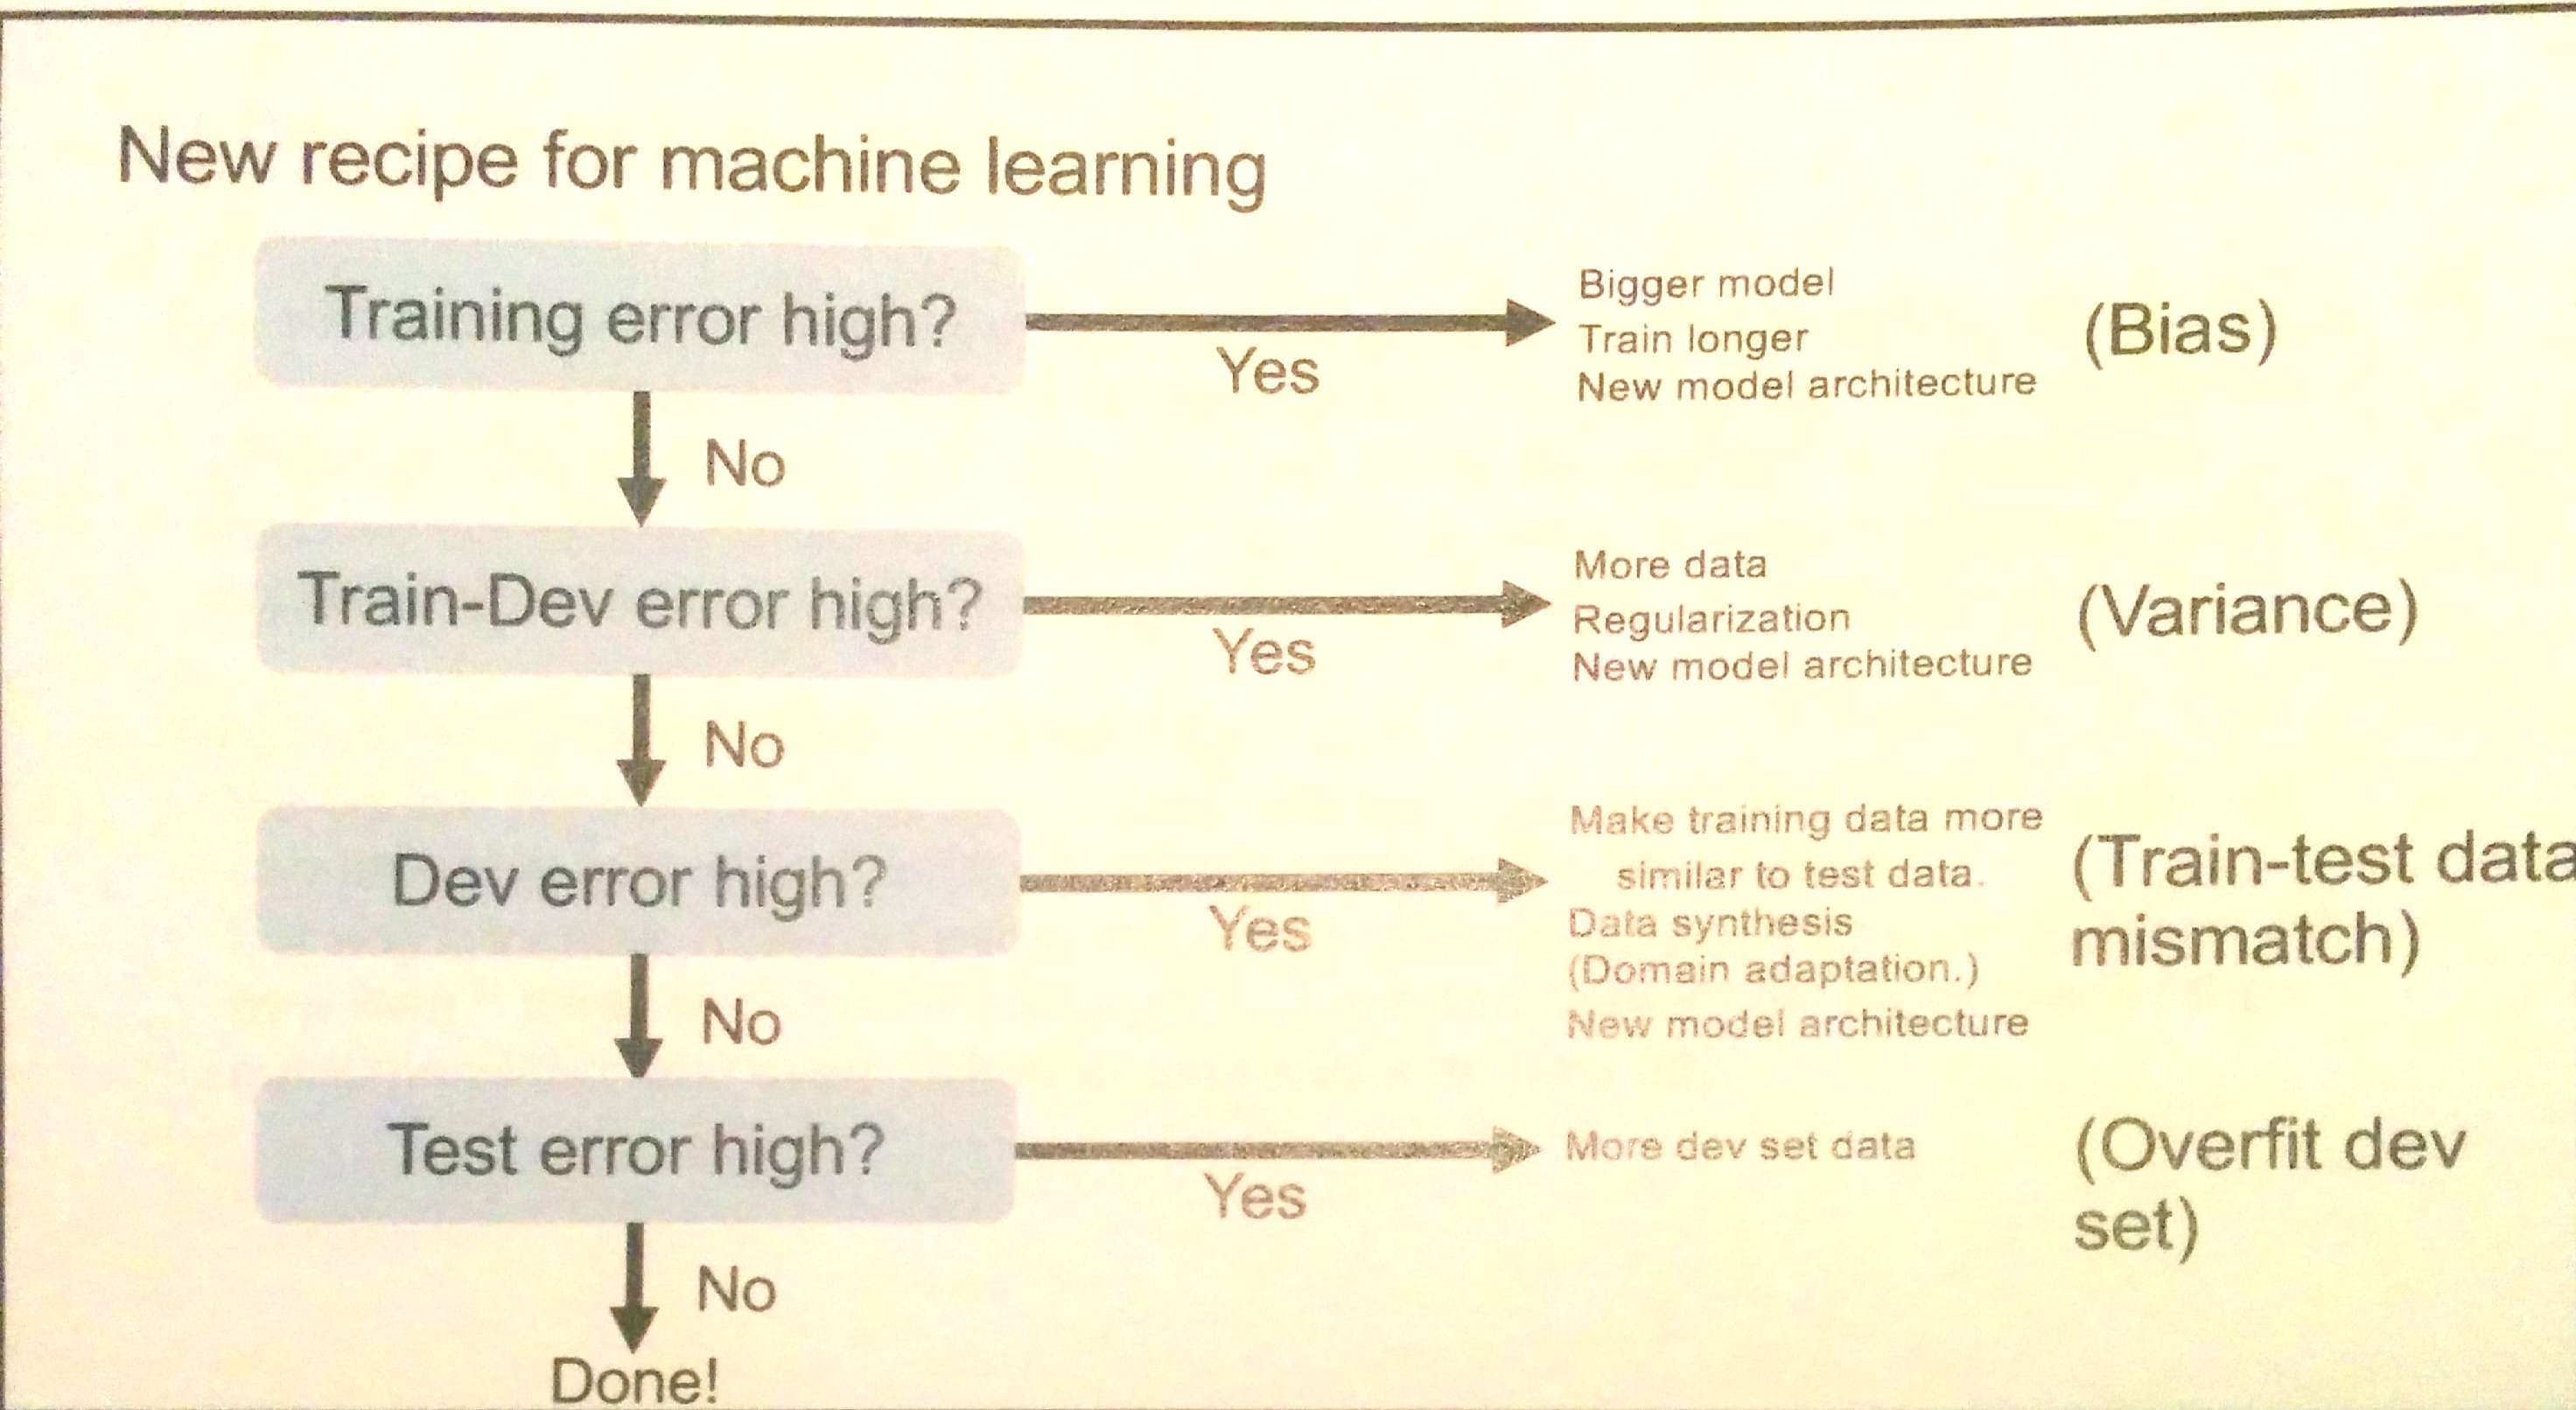 New recipe for machine learning
Training error high?
Yes
Bigger model
Train longer
New model architecture
(Bias)
No
Train-Dev error high?
Yes
More data
Regularization
New model architecture
(Variance)
No
Dev error high?
Yes
Make training data more
similar to test data.
Data synthesis
(Domain adaptation.)
New model architecture
(Train-test data
mismatch)
No
Test error high?
Yes
More dev set data
(Overfit dev
set)
No
Done!